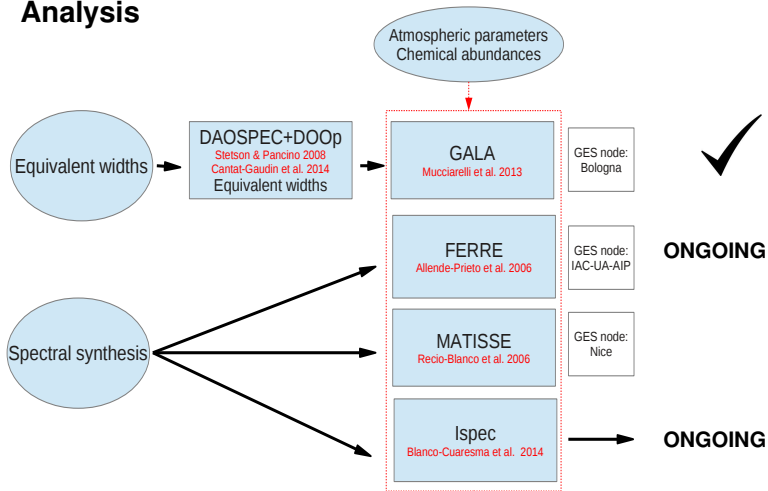 Analysis
Atmospheric parameters
Chemical abundances
Equivalent widths
DAOSPEC+DOOp
Stetson & Pancino 2008
Cantat-Gaudin et al. 2014
Equivalent widths
GALA
Mucciarelli et al. 2013
GES node:
Bologna
FERRE
Allende-Prieto et al. 2006
GES node:
IAC-UA-AIP
ONGOING
Spectral synthesis
MATISSE
Recio-Blanco et al. 2006
GES node:
Nice
Ispec
Blanco-Cuaresma et al. 2014
ONGOING